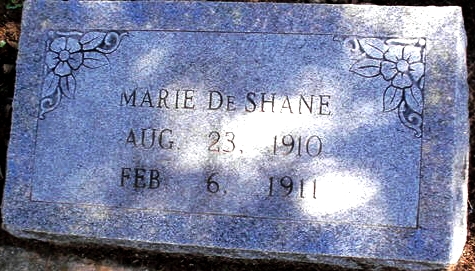 MARIE DE SHANE
AUG 23, 1910
FEB 6, 1911